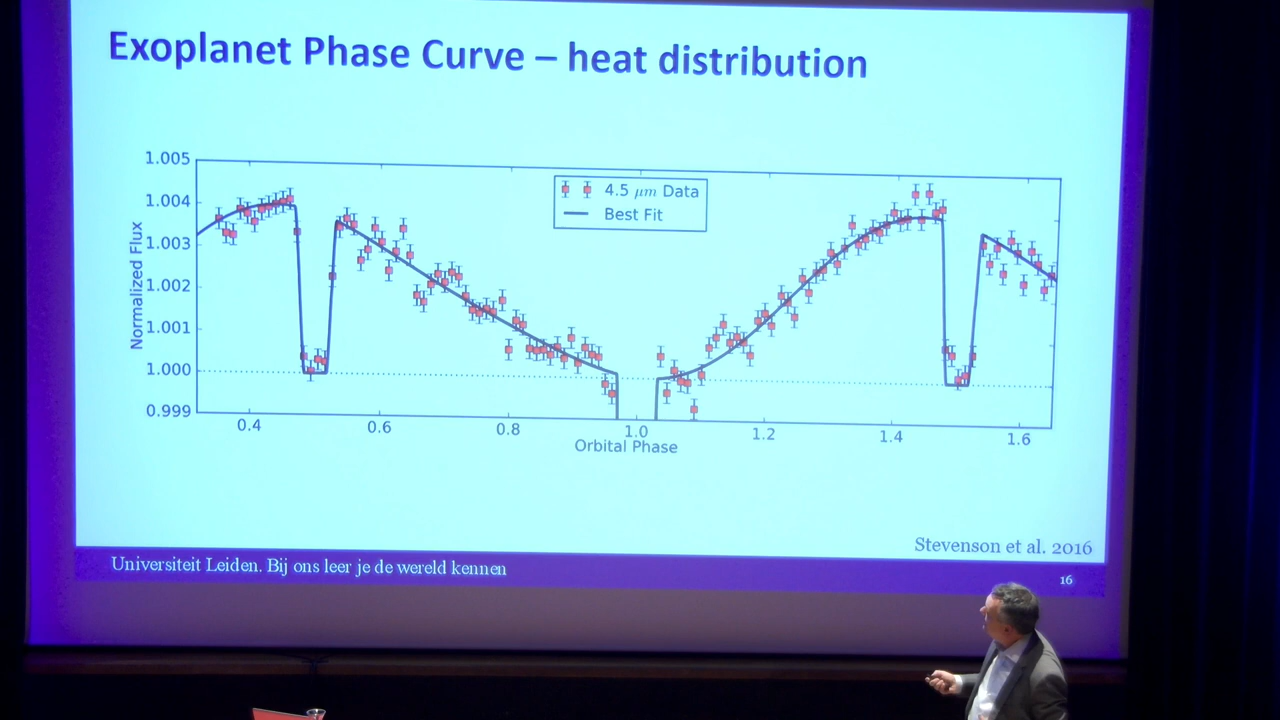 Exoplanet Phase Curve – heat distribution
1.005
1.004
1.003
1.002
1.001
1.000
0.999
Normalized Flux
4.5 μm Data
Best Fit
0.4 0.6 0.8 1.0 1.2 1.4 1.6
Orbital Phase
Stevenson et al. 2016
Universiteit Leiden. Bij ons leer je de wereld kennen
16